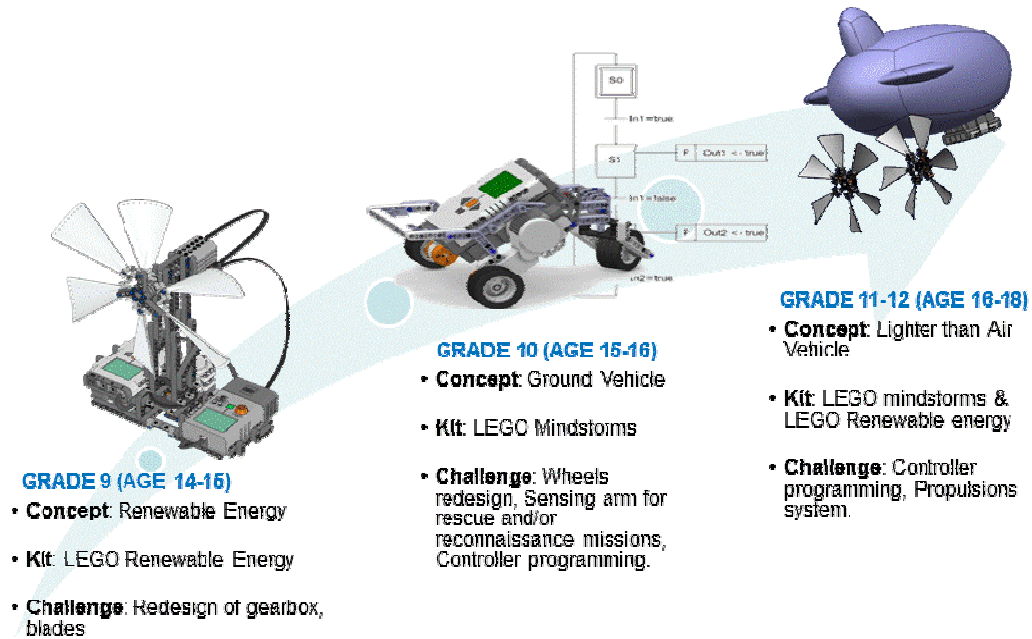 S0
In1=true
S1
P Out1 <- true
In1=false
P Out2 <- true
In2=true
GRADE 9 (AGE 14-15)
• Concept: Renewable Energy
• Kit: LEGO Renewable Energy
• Challenge: Redesign of gearbox,
blades
GRADE 10 (AGE 15-16)
• Concept: Ground Vehicle
• Kit: LEGO Mindstorms
• Challenge: Wheels
redesign, Sensing arm for
rescue and/or
reconnaissance missions,
Controller programming.
GRADE 11-12 (AGE 16-18)
• Concept: Lighter than Air
Vehicle
• Kit: LEGO mindstorms &
LEGO Renewable energy
• Challenge: Controller
programming, Propulsions
system.